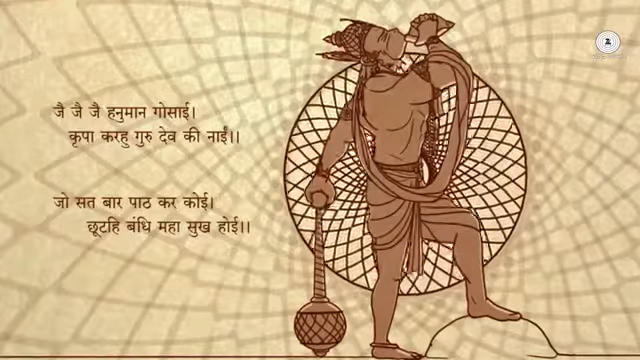 जै जै जै हनुमान गोसाई।
कृपा करहु गुरु देव की नाईं।।
जो सत बार पाठ कर कोई।
छूटहि बंधि महा सुख होई।।